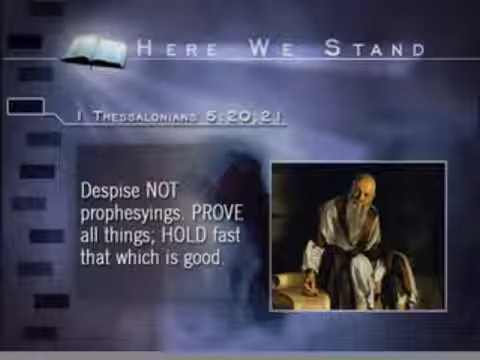 HERE WE STAND
1 THESSALONIANS 5:20,21
Despise NOT
prophesyings. PROVE
all things; HOLD fast
that which is good.